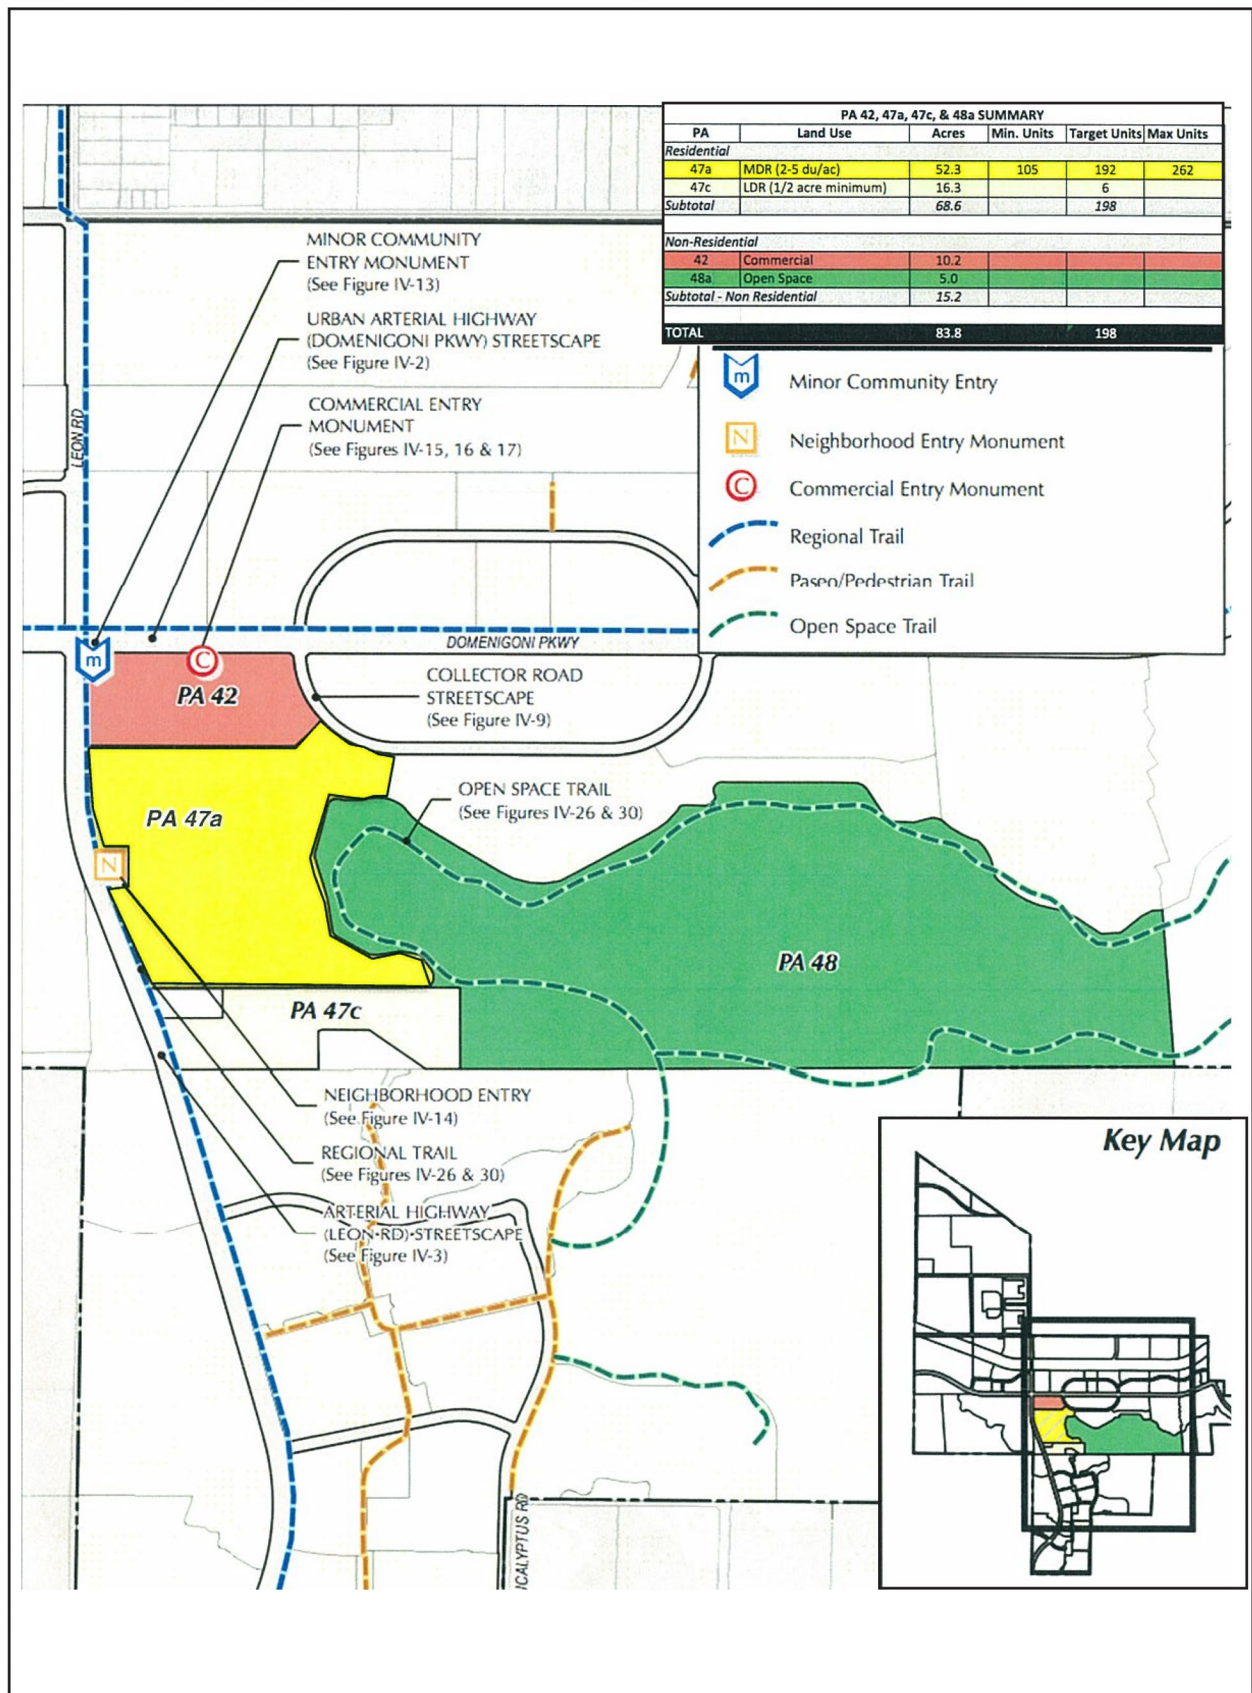 PA 42, 47a, 47c, & 48a SUMMARY
PA Land Use Acres Min. Units Target Units Max Units
Residential
47a MDR (2-5 du/ac) 52.3 105 192 262
47c LDR (1/2 acre minimum) 16.3 6
Subtotal 68.6 198
Non-Residential
42 Commercial 10.2
48a Open Space 5.0
Subtotal - Non Residential 15.2
TOTAL 83.8 198
m Minor Community Entry
N Neighborhood Entry Monument
C Commercial Entry Monument
Regional Trail
Paseo/Pedestrian Trail
Open Space Trail
MINOR COMMUNITY
ENTRY MONUMENT
(See Figure IV-13)
URBAN ARTERIAL HIGHWAY
(DOMENIGONI PKWY) STREETSCAPE
(See Figure IV-2)
COMMERCIAL ENTRY
MONUMENT
(See Figures IV-15, 16 & 17)
LEON RD
DOMENIGONI PKWY
m
C
PA 42
COLLECTOR ROAD
STREETSCAPE
(See Figure IV-9)
OPEN SPACE TRAIL
(See Figures IV-26 & 30)
PA 47a
N
PA 48
PA 47c
NEIGHBORHOOD ENTRY
(See Figure IV-14)
REGIONAL TRAIL
(See Figures IV-26 & 30)
ARTERIAL HIGHWAY
(LEON RD) STREETSCAPE
(See Figure IV-3)
Key Map
ICALYPTUS RD